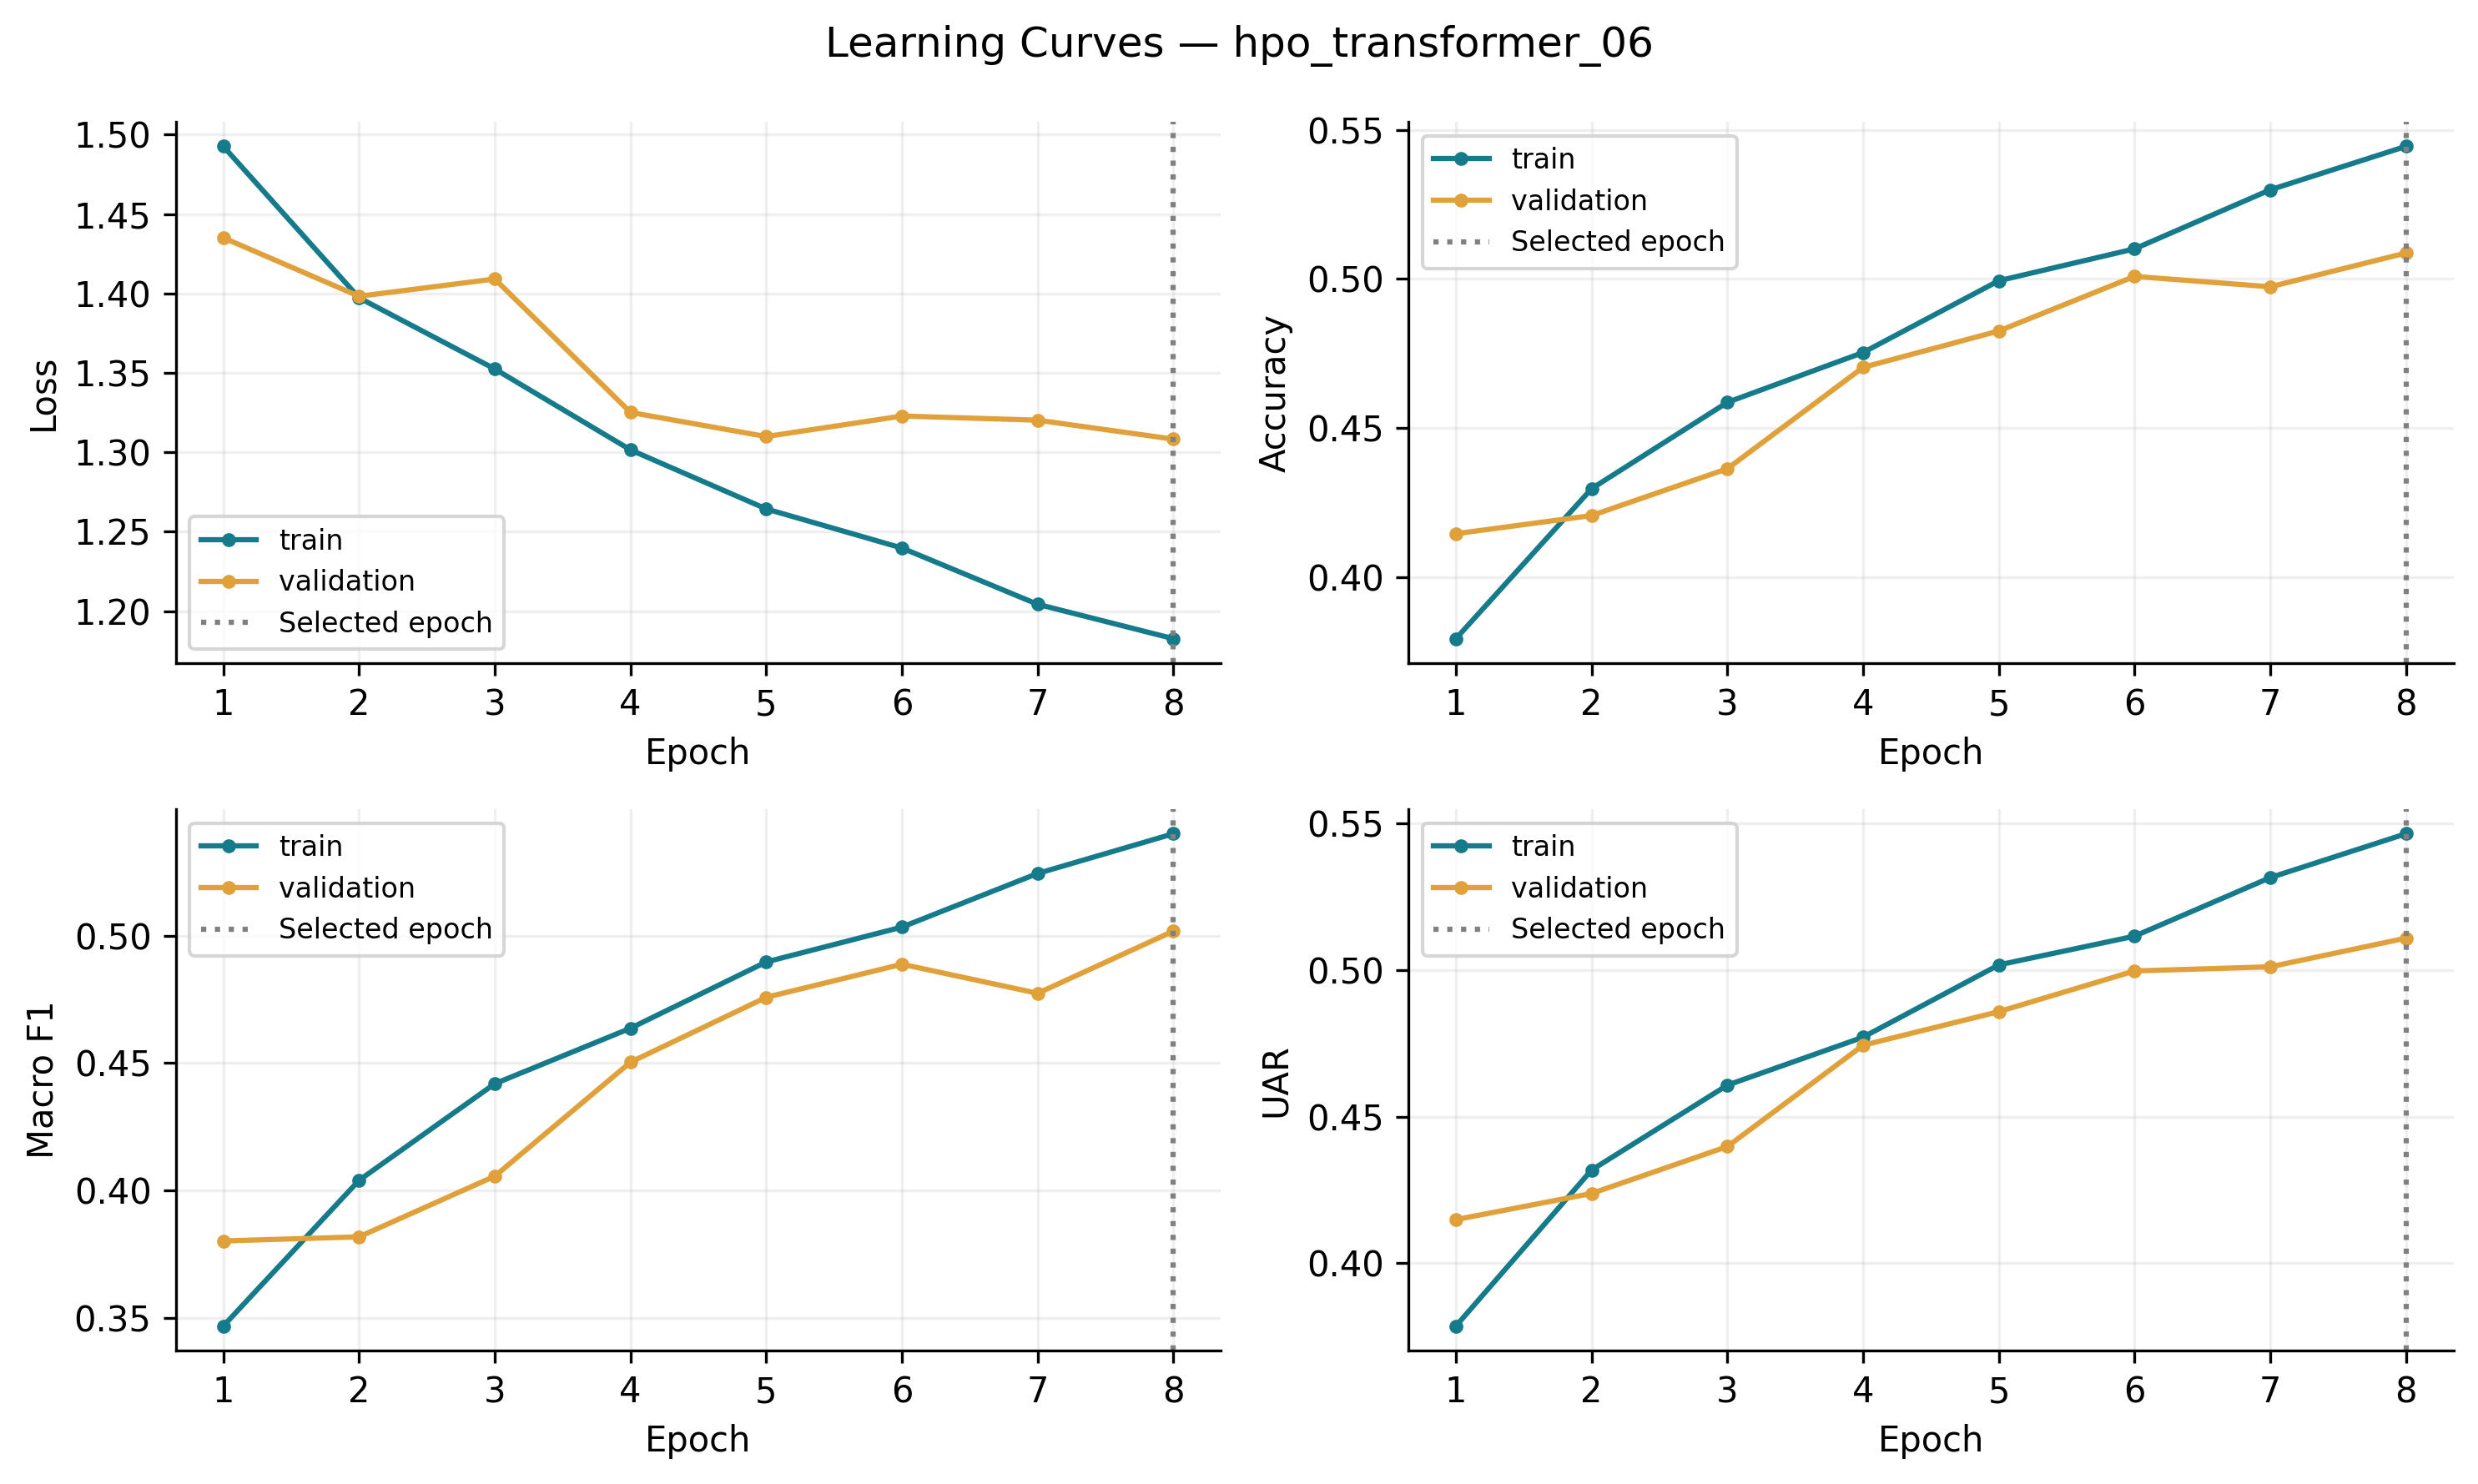 Learning Curves — hpo_transformer_06
1.50
1.45
1.40
1.35
1.30
1.25
1.20
Loss
train
validation
Selected epoch
1 2 3 4 5 6 7 8
Epoch
0.55
0.50
0.45
0.40
Accuracy
train
validation
Selected epoch
1 2 3 4 5 6 7 8
Epoch
0.50
0.45
0.40
0.35
Macro F1
train
validation
Selected epoch
1 2 3 4 5 6 7 8
Epoch
0.55
0.50
0.45
0.40
UAR
train
validation
Selected epoch
1 2 3 4 5 6 7 8
Epoch